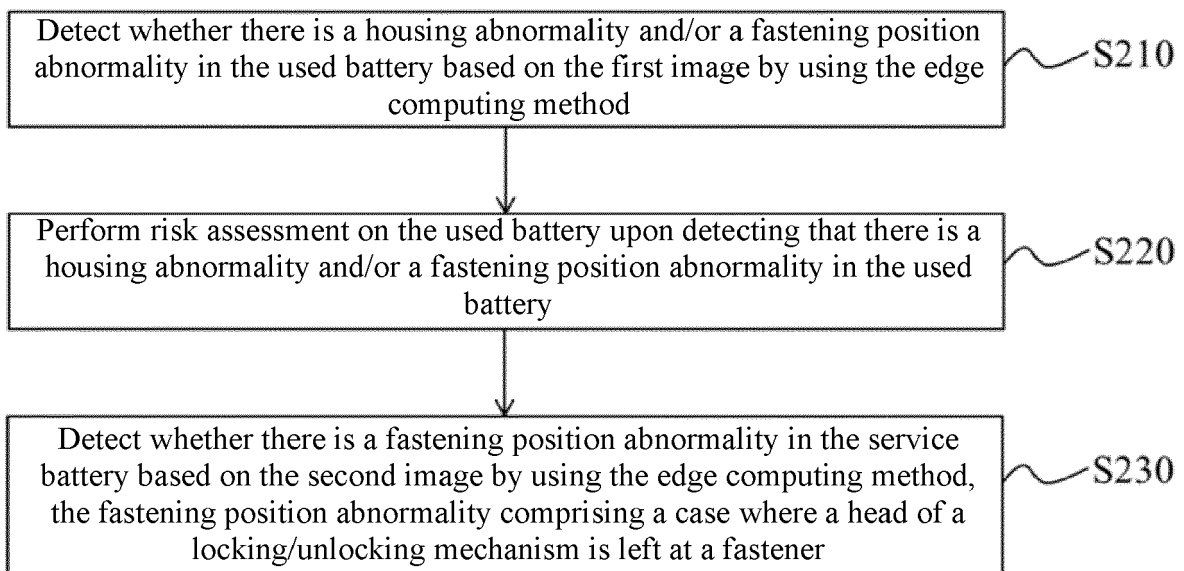 Detect whether there is a housing abnormality and/or a fastening position
abnormality in the used battery based on the first image by using the edge
computing method
S210
Perform risk assessment on the used battery upon detecting that there is a
housing abnormality and/or a fastening position abnormality in the used
battery
S220
Detect whether there is a fastening position abnormality in the service
battery based on the second image by using the edge computing method,
the fastening position abnormality comprising a case where a head of a
locking/unlocking mechanism is left at a fastener
S230